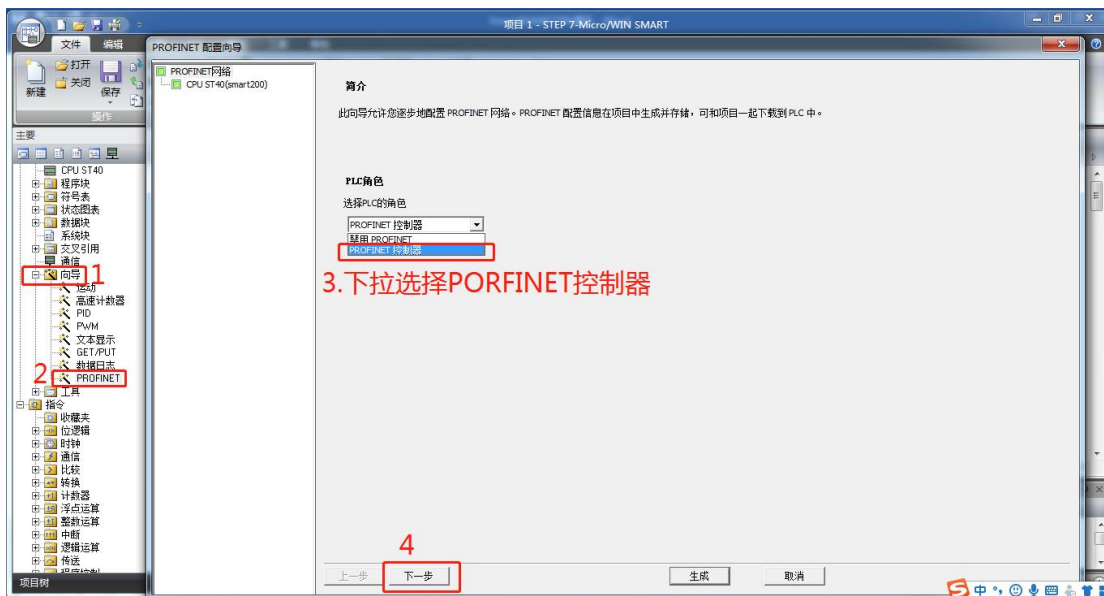 项目 1 - STEP 7-Micro/WIN SMART
文件
编辑
新建
打开
关闭
保存
操作
主要
CPU ST40
程序块
符号表
状态图表
数据块
系统块
交叉引用
通信
向导
1
运动
高速计数器
PID
PWM
文本显示
GET/PUT
数据日志
2
PROFINET
工具
指令
收藏夹
位逻辑
时钟
通信
比较
转换
计数器
浮点运算
整数运算
中断
逻辑运算
传送
程序控制
项目树
PROFINET 配置向导
PROFINET网络
CPU ST40(smart200)
简介
此向导允许您逐步地配置 PROFINET 网络。PROFINET 配置信息在项目中生成并存储，可和项目一起下载到 PLC 中。
PLC角色
选择PLC的角色
PROFINET 控制器
禁用 PROFINET
PROFINET 控制器
3.下拉选择PORFINET控制器
4
上一步
下一步
生成
取消
中